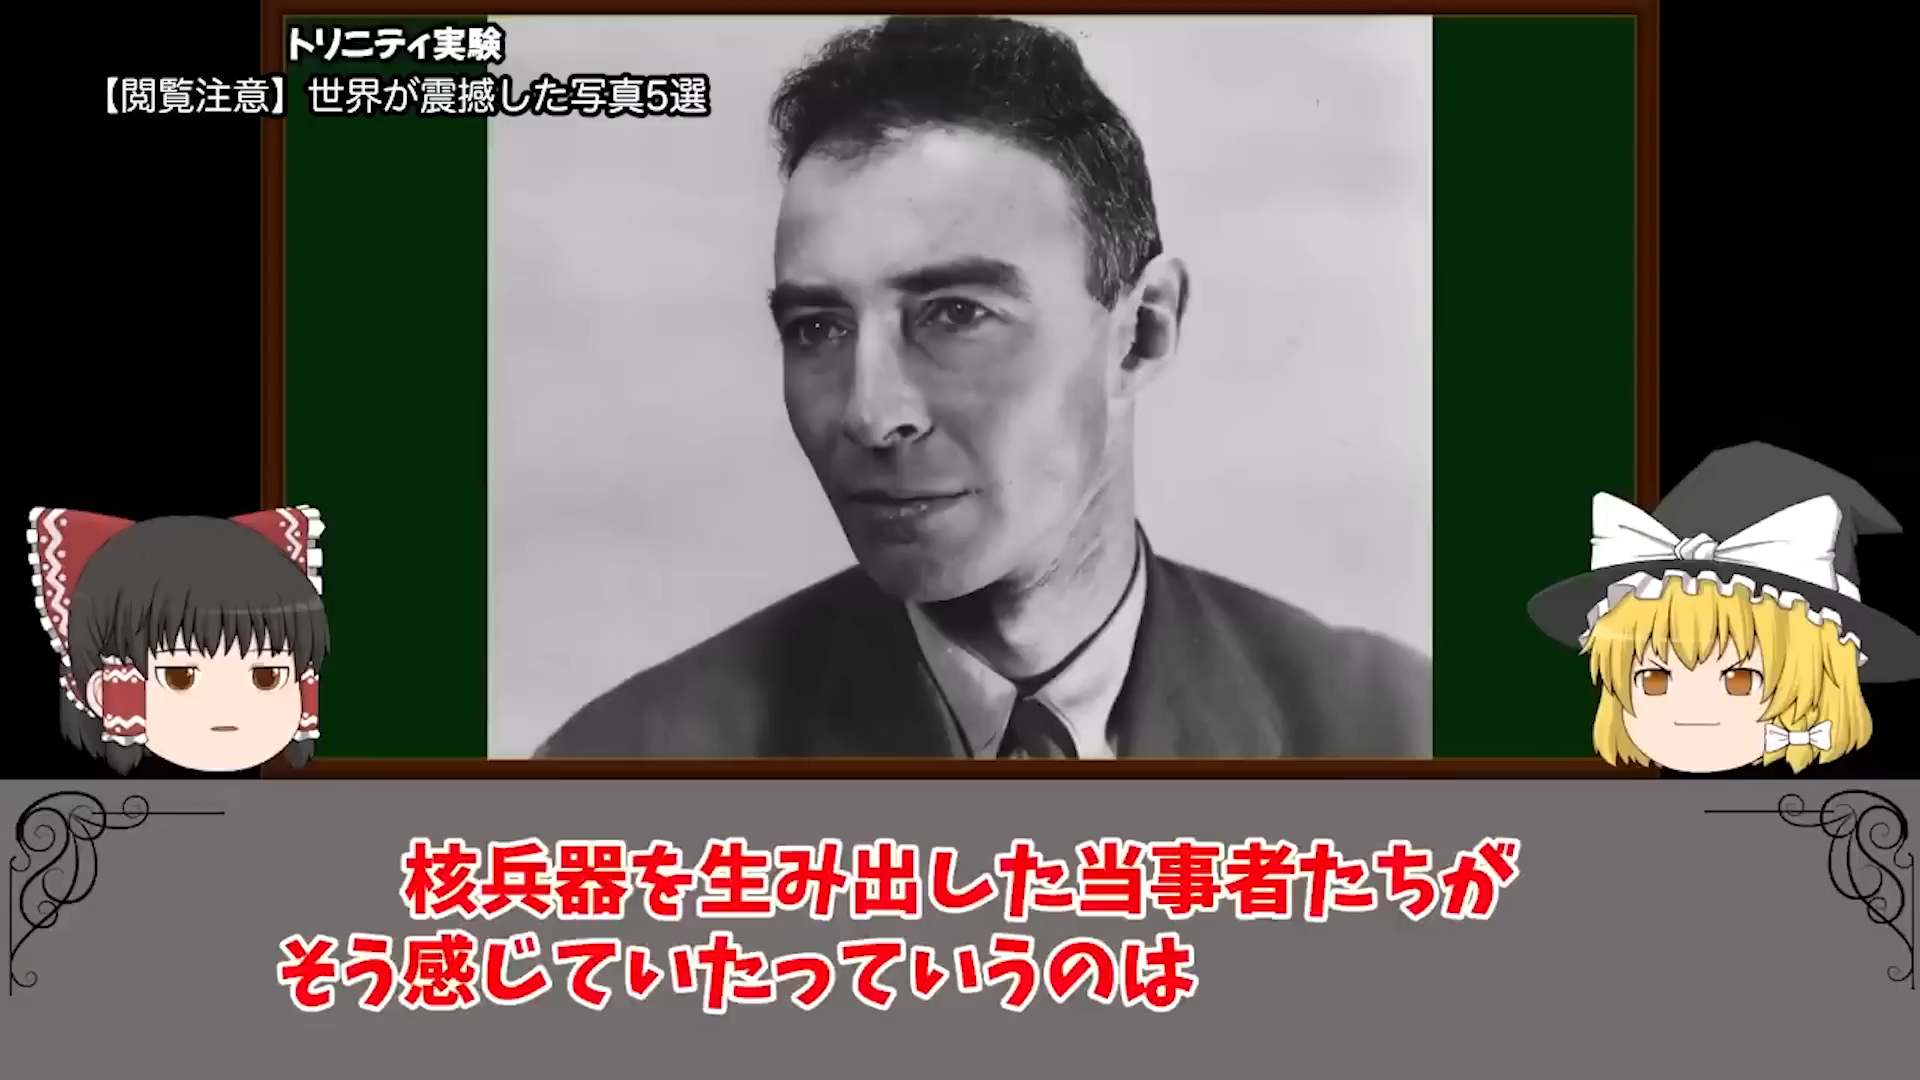 トリニティ実験
【閲覧注意】世界が震撼した写真5選
核兵器を生み出した当事者たちが
そう感じていたっていうのは